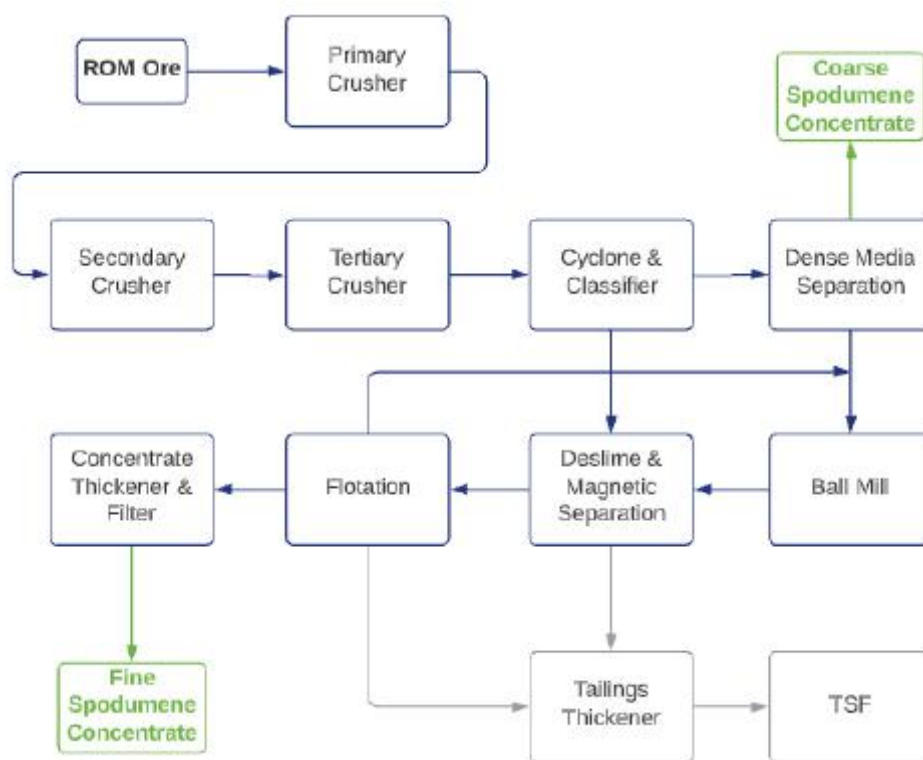 ROM Ore
Primary
Crusher
Coarse
Spodumene
Concentrate
Secondary
Crusher
Tertiary
Crusher
Cyclone &
Classifier
Dense Media
Separation
Concentrate
Thickener &
Filter
Flotation
Deslime &
Magnetic
Separation
Ball Mill
Fine
Spodumene
Concentrate
Tailings
Thickener
TSF